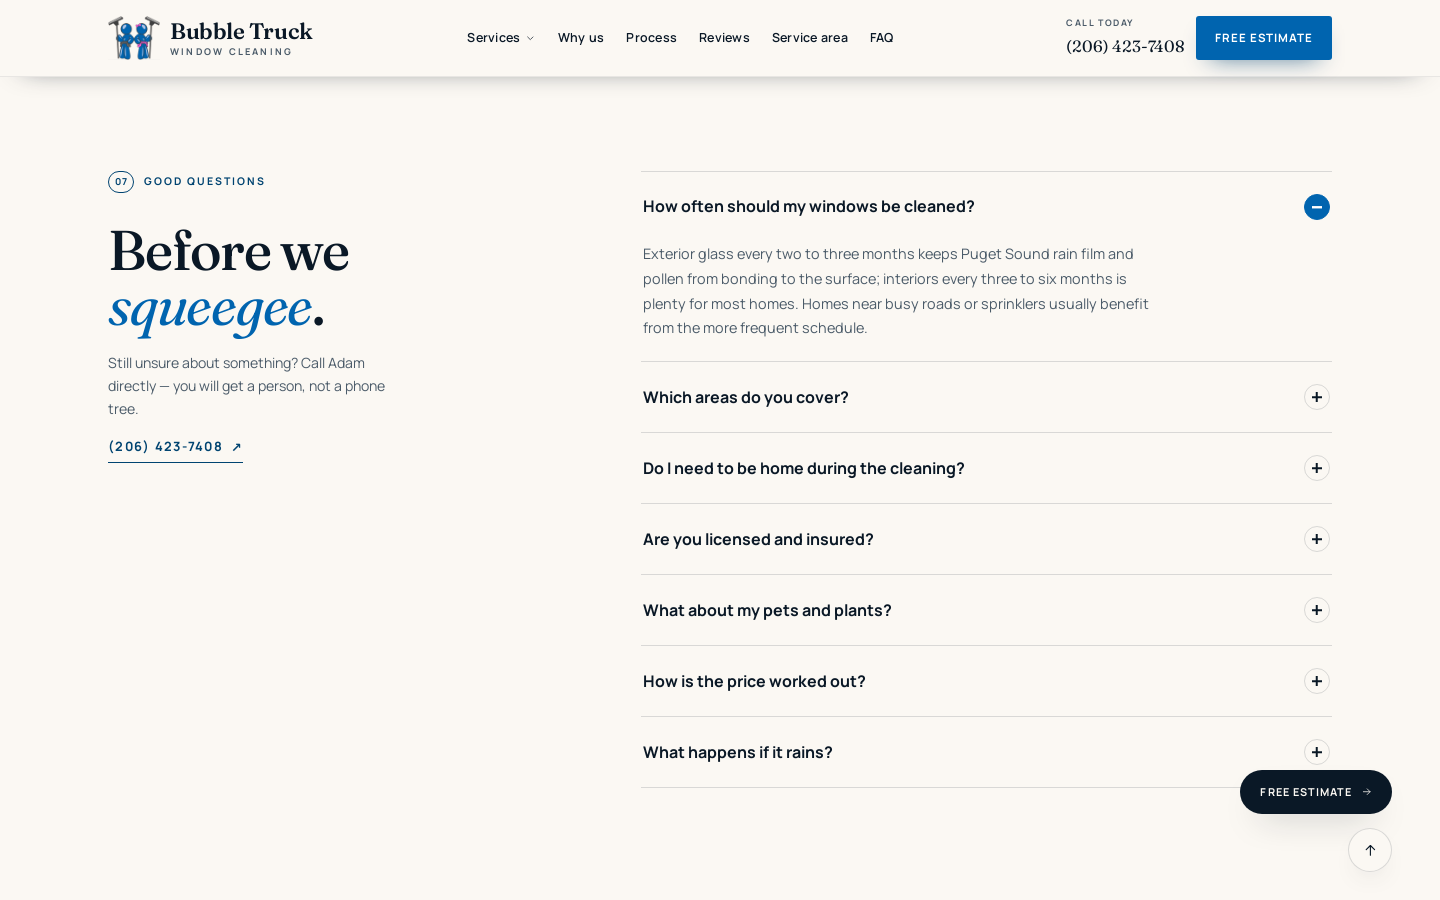 Bubble Truck
WINDOW CLEANING
Services
Why us
Process
Reviews
Service area
FAQ
CALL TODAY
(206) 423-7408
FREE ESTIMATE
07 GOOD QUESTIONS
Before we
squeegee.
Still unsure about something? Call Adam
directly — you will get a person, not a phone
tree.
(206) 423-7408 ↗
How often should my windows be cleaned?
Exterior glass every two to three months keeps Puget Sound rain film and
pollen from bonding to the surface; interiors every three to six months is
plenty for most homes. Homes near busy roads or sprinklers usually benefit
from the more frequent schedule.
Which areas do you cover?
Do I need to be home during the cleaning?
Are you licensed and insured?
What about my pets and plants?
How is the price worked out?
What happens if it rains?
FREE ESTIMATE →